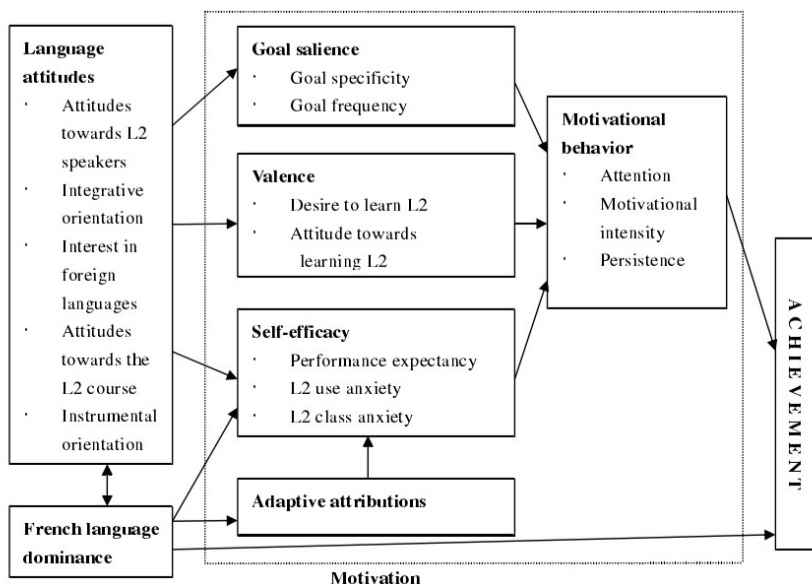 Language
attitudes
· Attitudes
towards L2
speakers
· Integrative
orientation
· Interest in
foreign
languages
· Attitudes
towards the
L2 course
· Instrumental
orientation
French language
dominance
Goal salience
· Goal specificity
· Goal frequency
Valence
· Desire to learn L2
· Attitude towards
learning L2
Self-efficacy
· Performance expectancy
· L2 use anxiety
· L2 class anxiety
Adaptive attributions
Motivational
behavior
· Attention
· Motivational
intensity
· Persistence
ACHIEVEMENT
Motivation